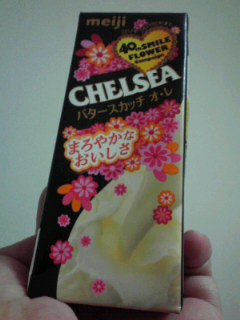 meiji
40th SMILE
FLOWER
Campaign
CHELSEA
バタースカッチ オ・レ
まろやかな
おいしさ